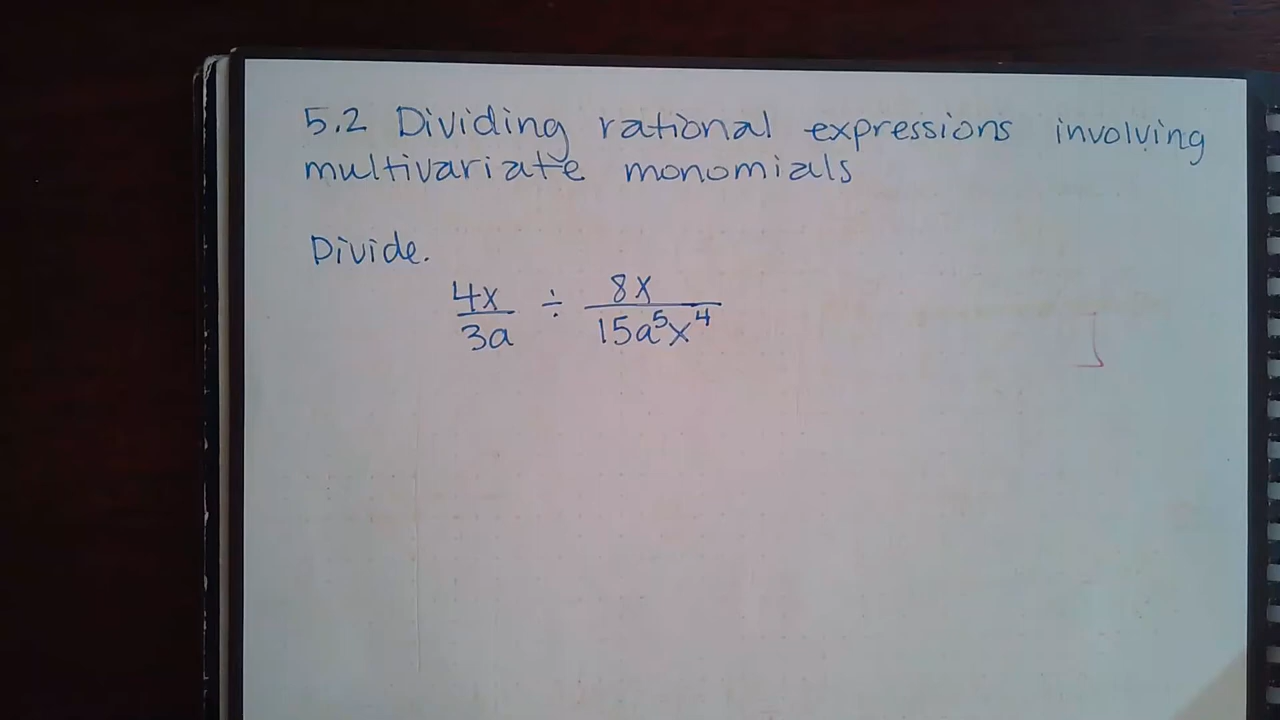 5.2 Dividing rational expressions involving
multivariate monomials
Divide.
4x/3a ÷ 8x/15a⁵x⁴